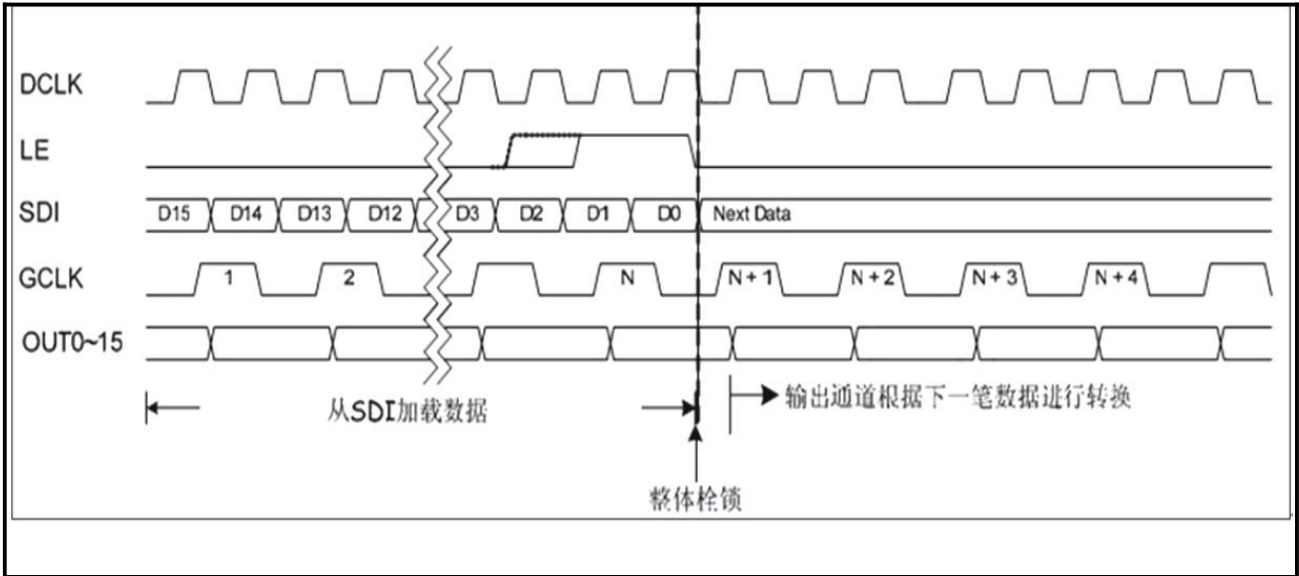 DCLK
LE
SDI D15 D14 D13 D12 D3 D2 D1 D0 Next Data
GCLK 1 2 N N + 1 N + 2 N + 3 N + 4
OUT0~15
从SDI加载数据
输出通道根据下一笔数据进行转换
整体栓锁